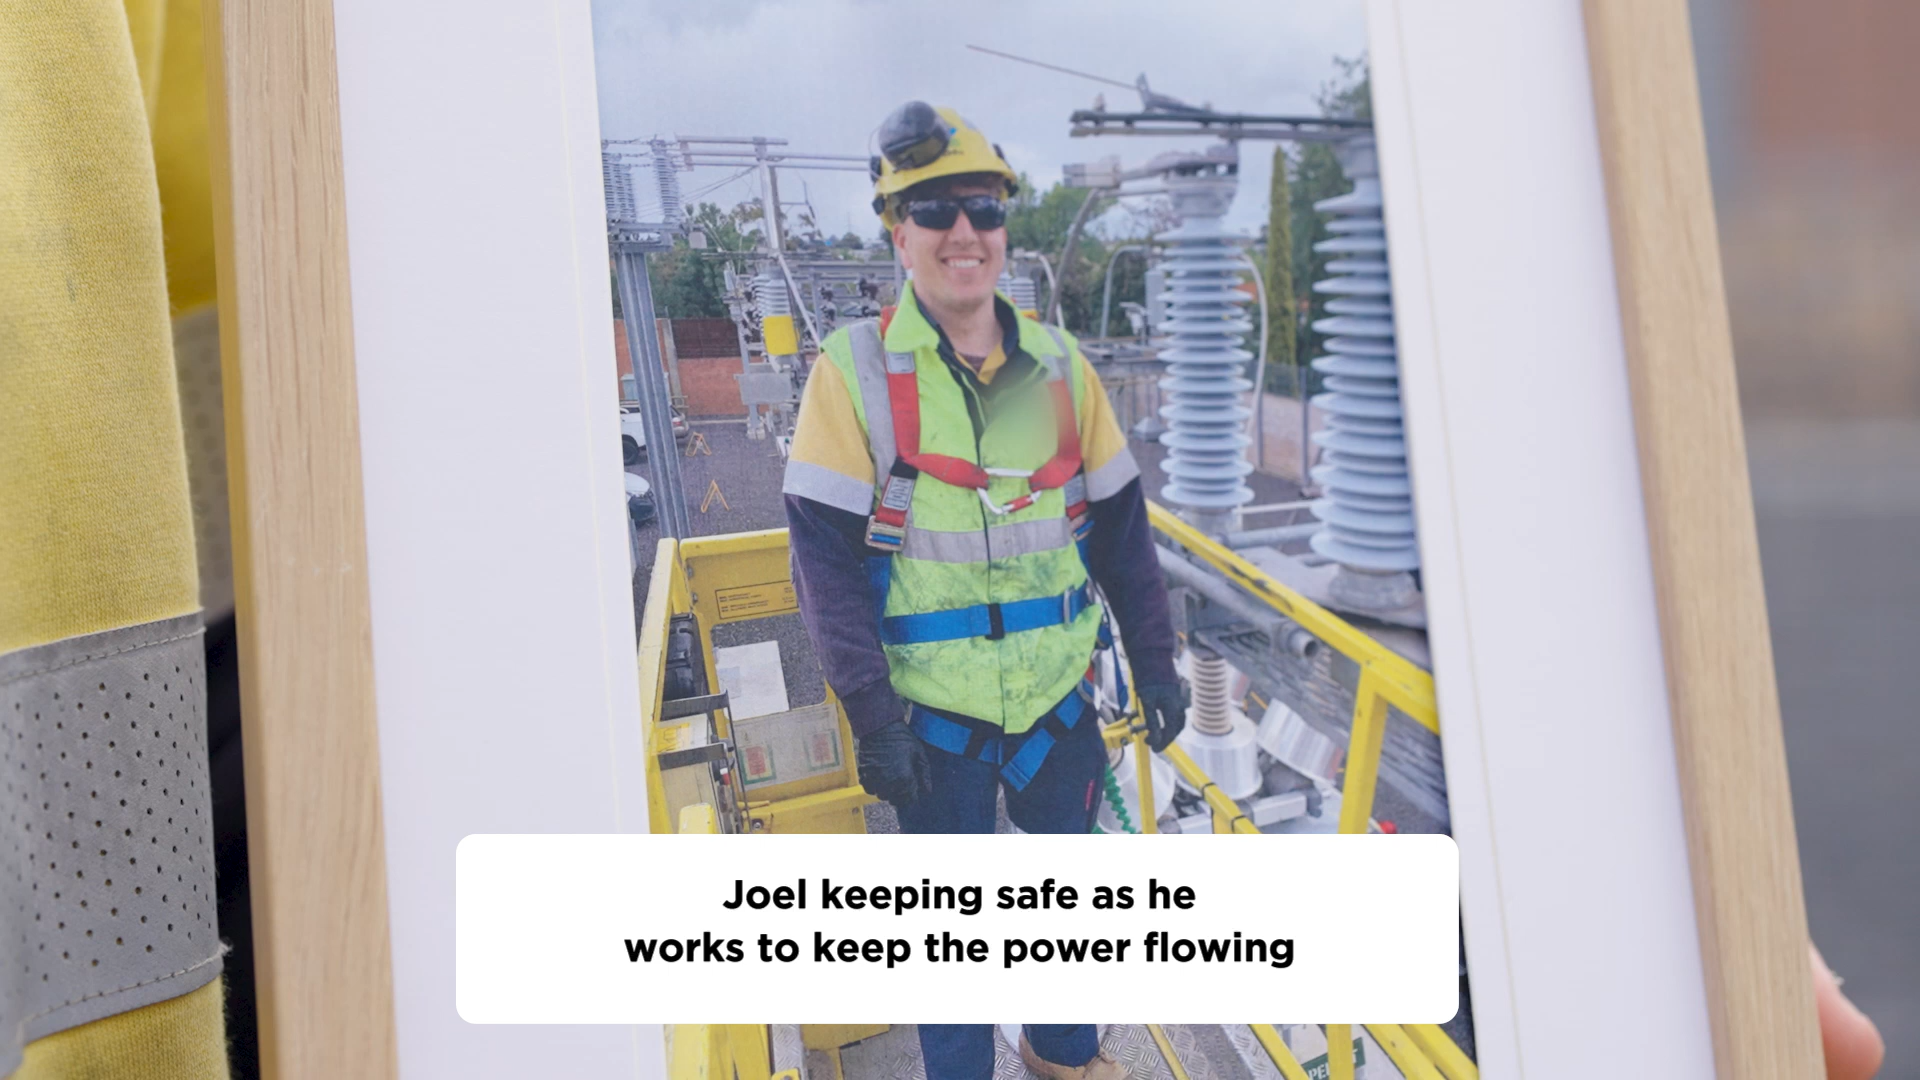 Joel keeping safe as he
works to keep the power flowing